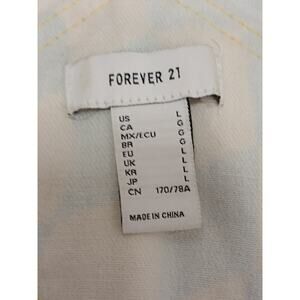 FOREVER 21
US L
CA G
MX/ECU G
BR G
EU L
UK L
KR L
JP L
CN 170/78A
MADE IN CHINA